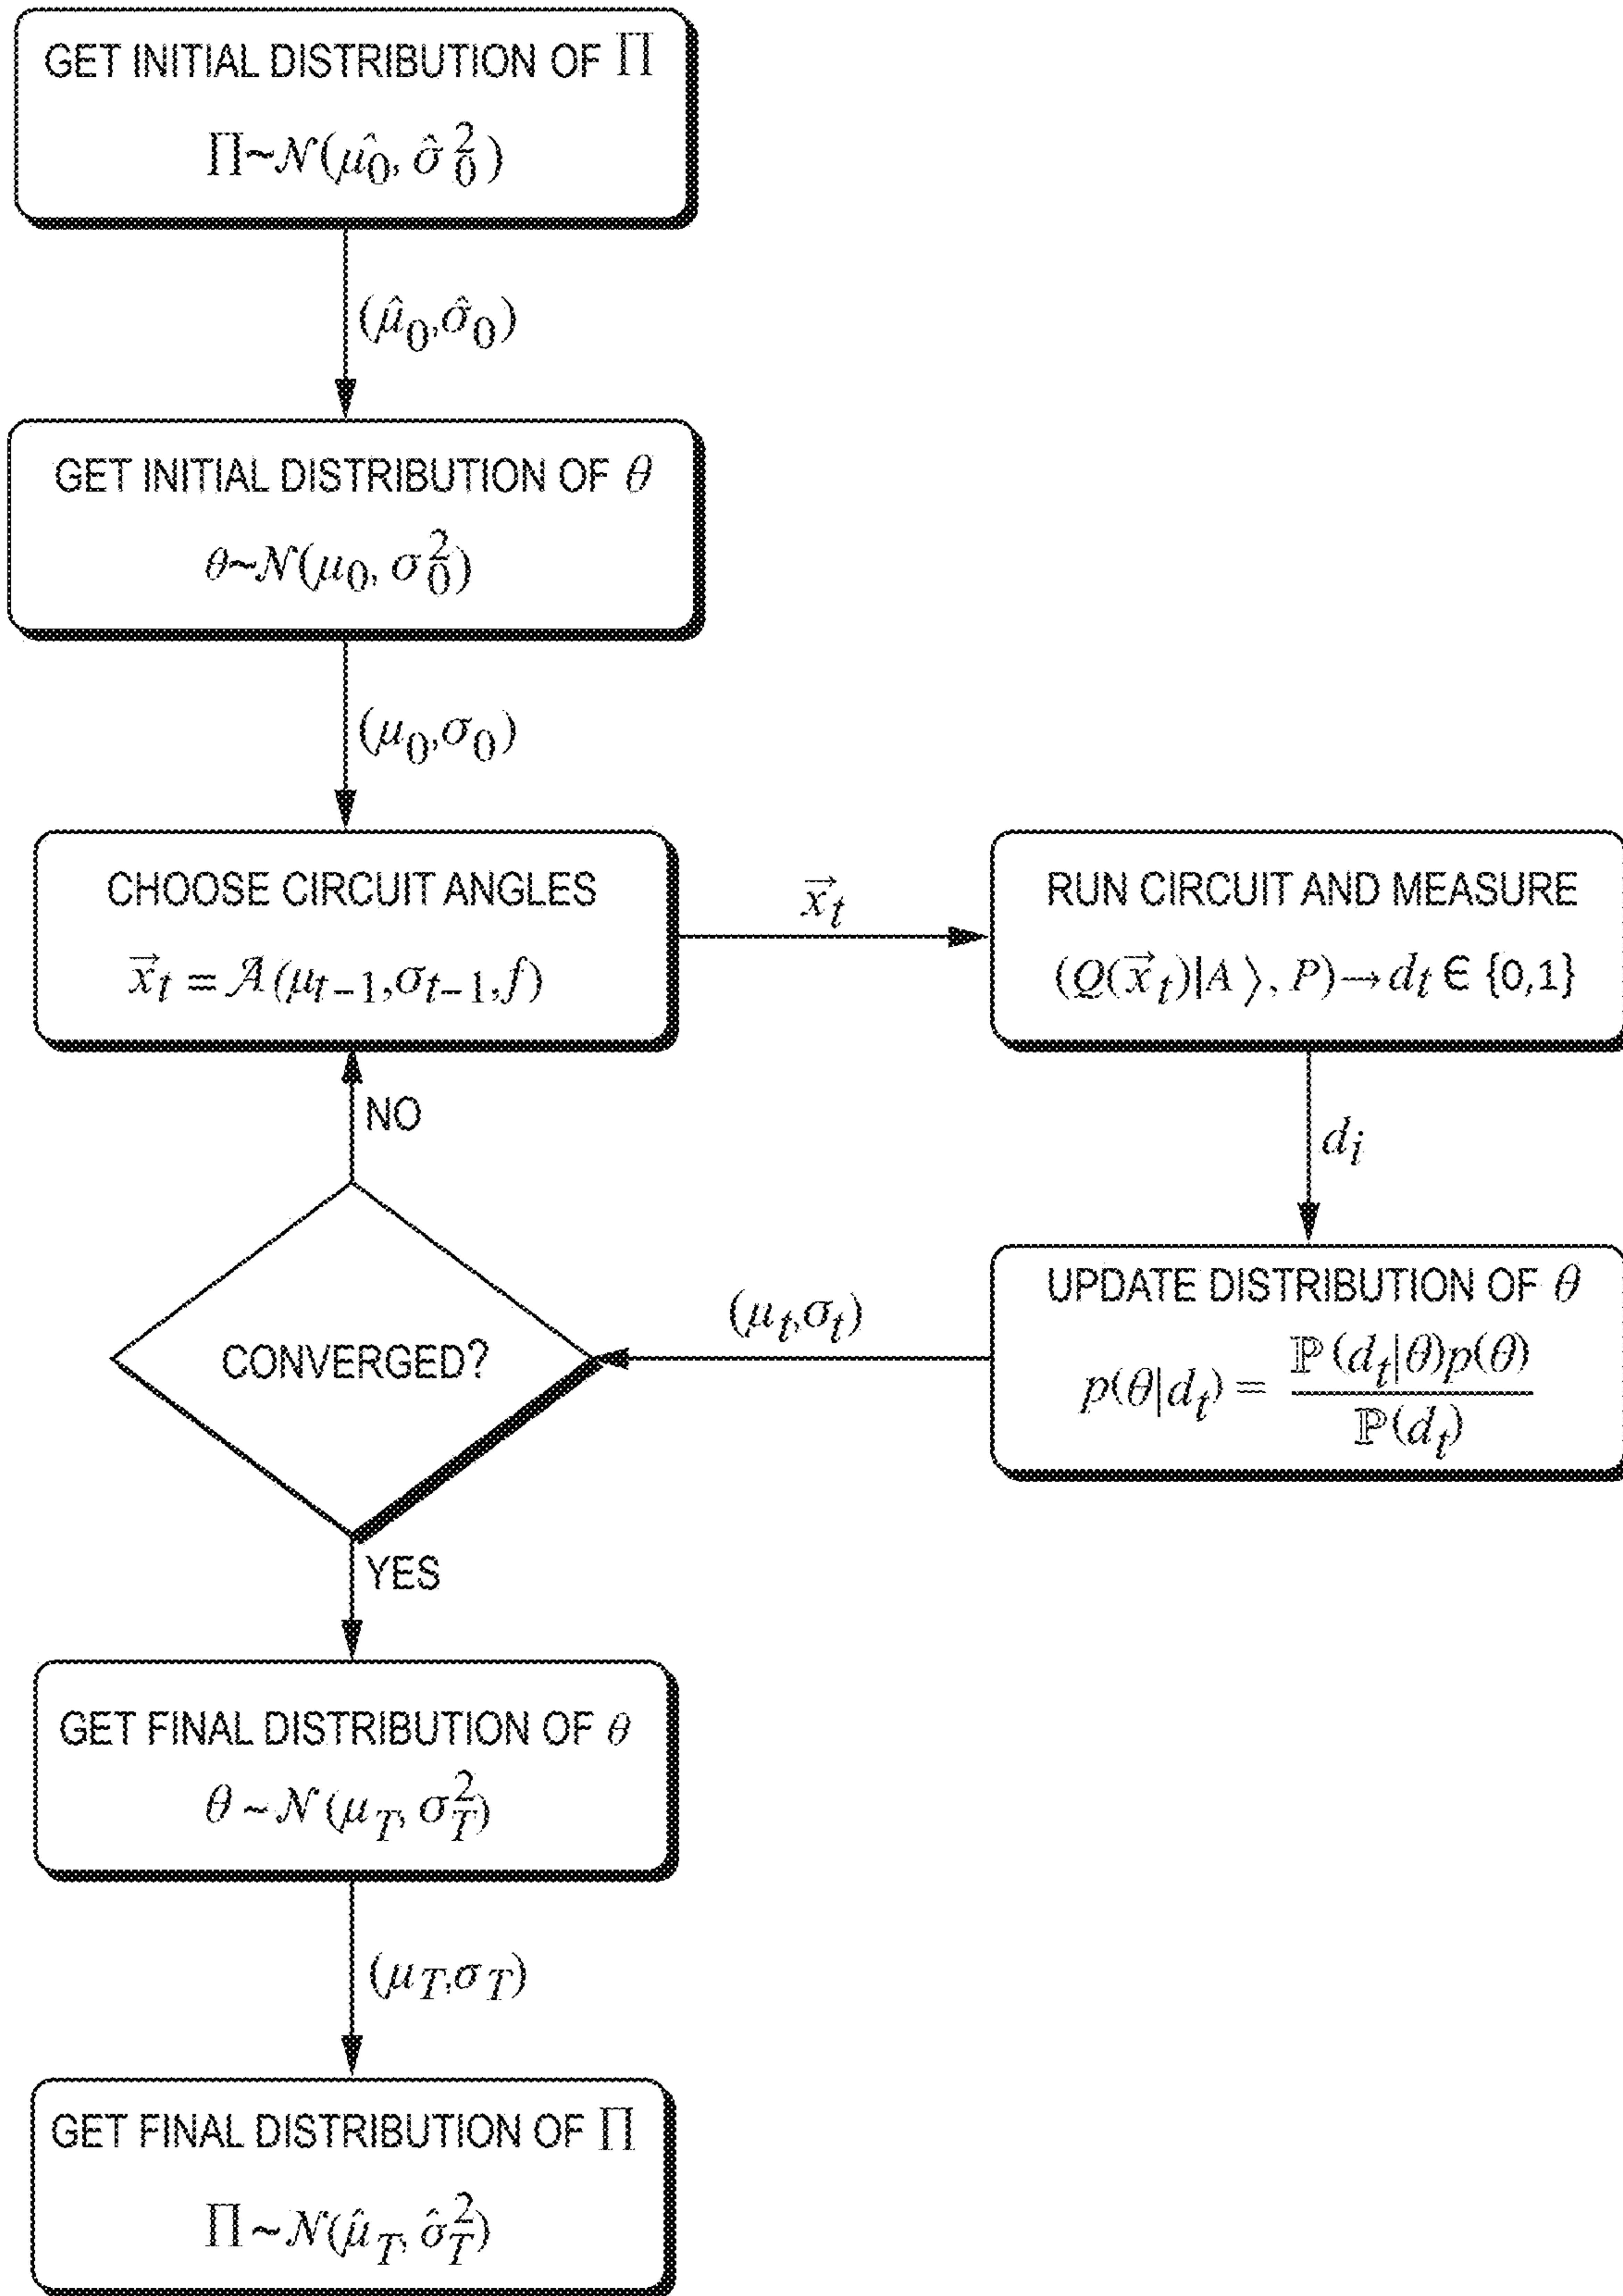 GET INITIAL DISTRIBUTION OF Π
Π~𝒩(μ̂₀, σ̂₀²)
(μ̂₀,σ̂₀)
GET INITIAL DISTRIBUTION OF θ
θ~𝒩(μ₀, σ₀²)
(μ₀,σ₀)
CHOOSE CIRCUIT ANGLES
x⃗ₜ = 𝒜(μₜ₋₁,σₜ₋₁,f)
x⃗ₜ
RUN CIRCUIT AND MEASURE
(Q(x⃗ₜ)|A⟩, P)→dₜ ∈ {0,1}
dᵢ
UPDATE DISTRIBUTION OF θ
p(θ|dₜ) = ℙ(dₜ|θ)p(θ)
ℙ(dₜ)
(μₜ,σₜ)
NO
CONVERGED?
YES
GET FINAL DISTRIBUTION OF θ
θ ~ 𝒩(μ_T, σ_T²)
(μ_T,σ_T)
GET FINAL DISTRIBUTION OF Π
Π ~ 𝒩(μ̂_T, σ̂_T²)